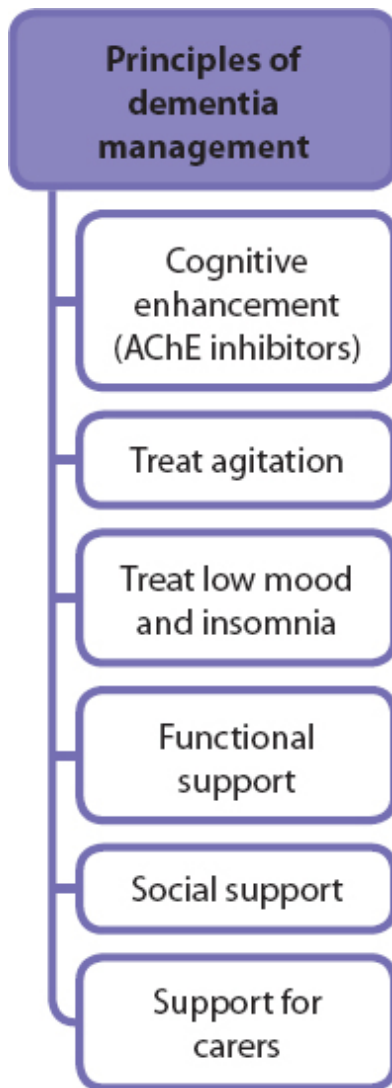 Principles of
dementia
management
Cognitive
enhancement
(AChE inhibitors)
Treat agitation
Treat low mood
and insomnia
Functional
support
Social support
Support for
carers